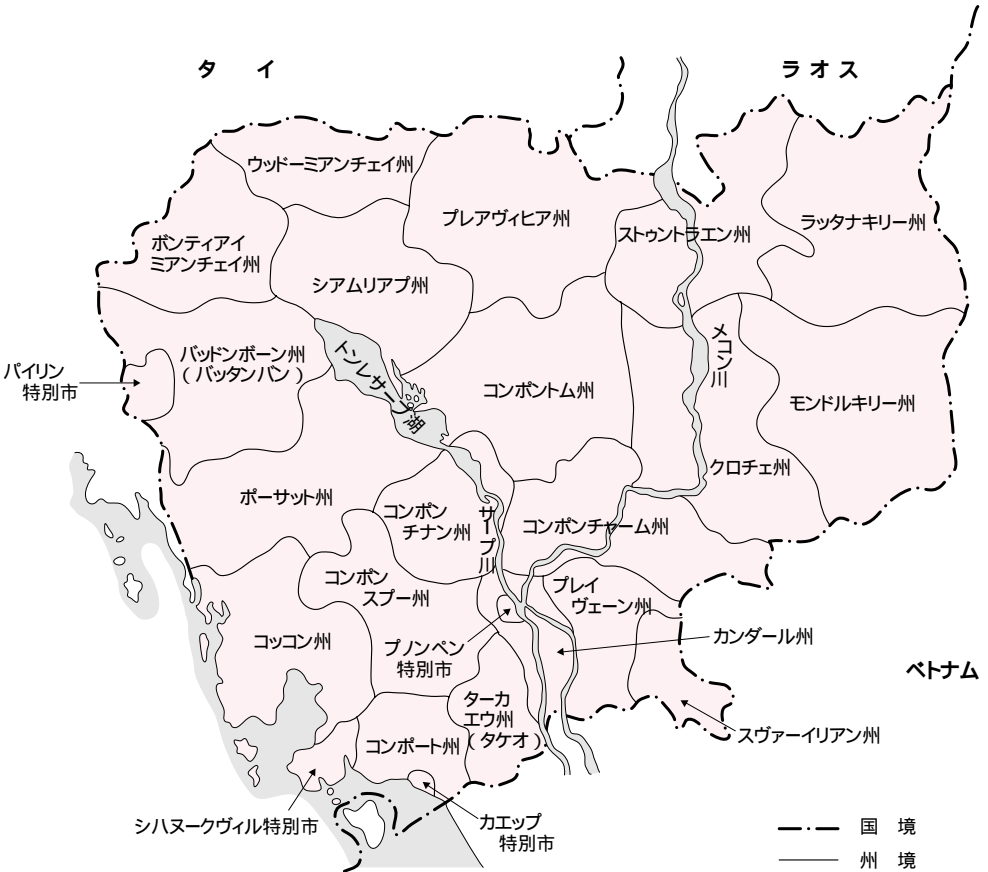 タイ
ラオス
ウッドーミアンチェイ州
プレアヴィヒア州
ストゥントラエン州
ラッタナキリー州
ボンティアイ
ミアンチェイ州
シアムリアプ州
バッドンボーン州
（バッタンバン）
トンレサープ湖
メコン川
パイリン
特別市
コンポントム州
モンドルキリー州
クロチェ州
ポーサット州
コンポン
チナン州
サープ川
コンポンチャーム州
コンポン
スプー州
プレイ
ヴェーン州
コッコン州
プノンペン
特別市
カンダール州
ベトナム
ターカ
エウ州
（タケオ）
コンポート州
スヴァーイリアン州
シハヌークヴィル特別市
カエップ
特別市
国境
州境